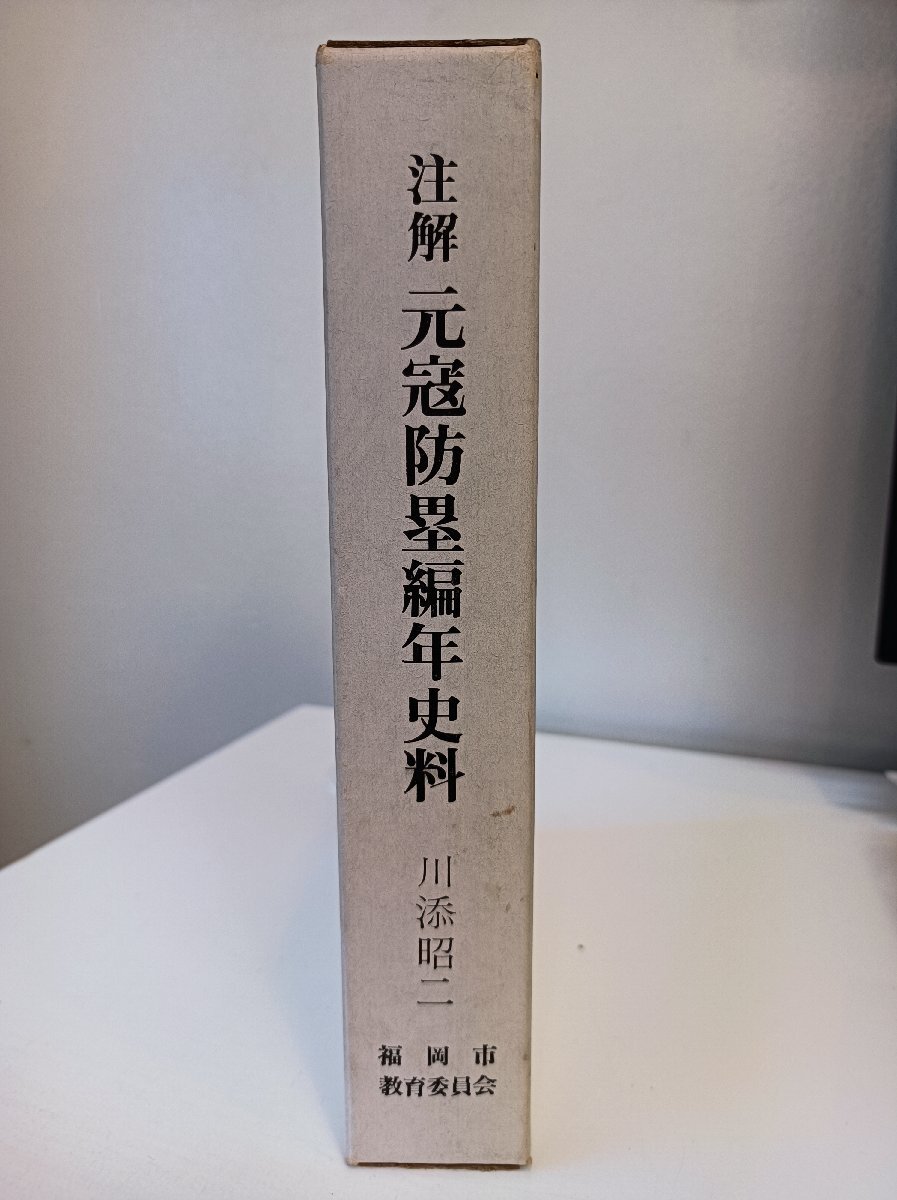 注解 元寇防塁編年史料
川添昭二
福岡市
教育委員会